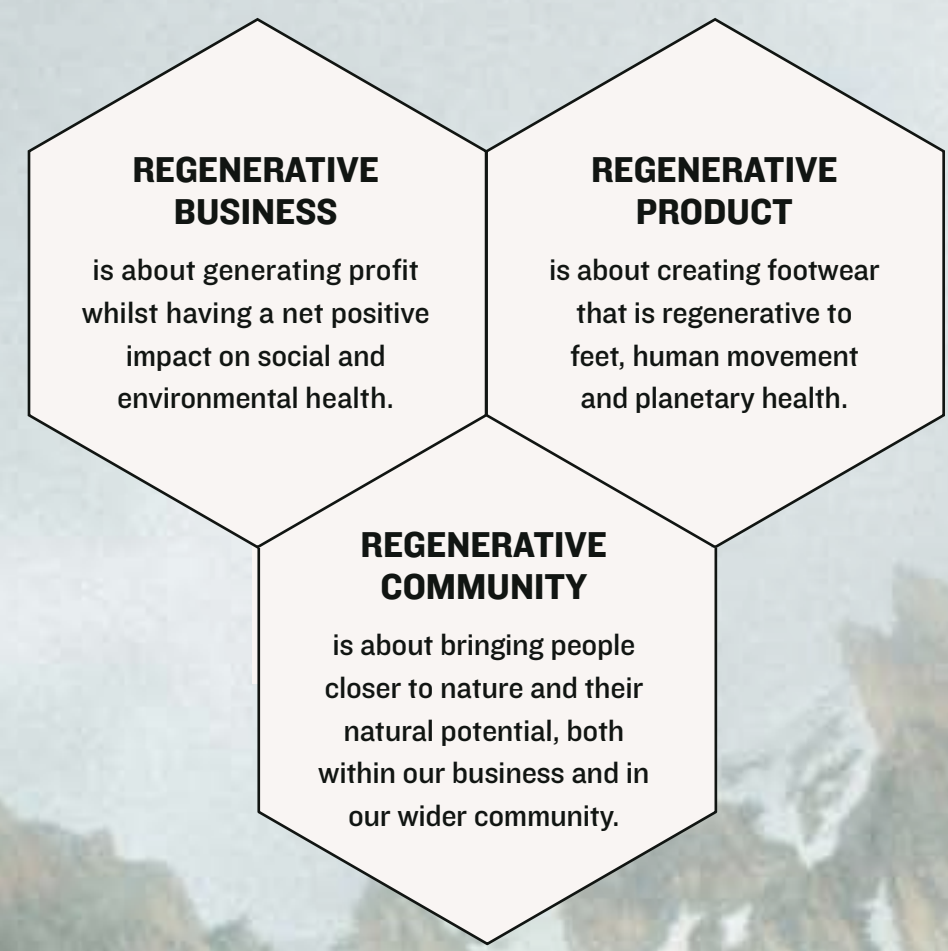 REGENERATIVE
BUSINESS
is about generating profit
whilst having a net positive
impact on social and
environmental health.
REGENERATIVE
PRODUCT
is about creating footwear
that is regenerative to
feet, human movement
and planetary health.
REGENERATIVE
COMMUNITY
is about bringing people
closer to nature and their
natural potential, both
within our business and in
our wider community.